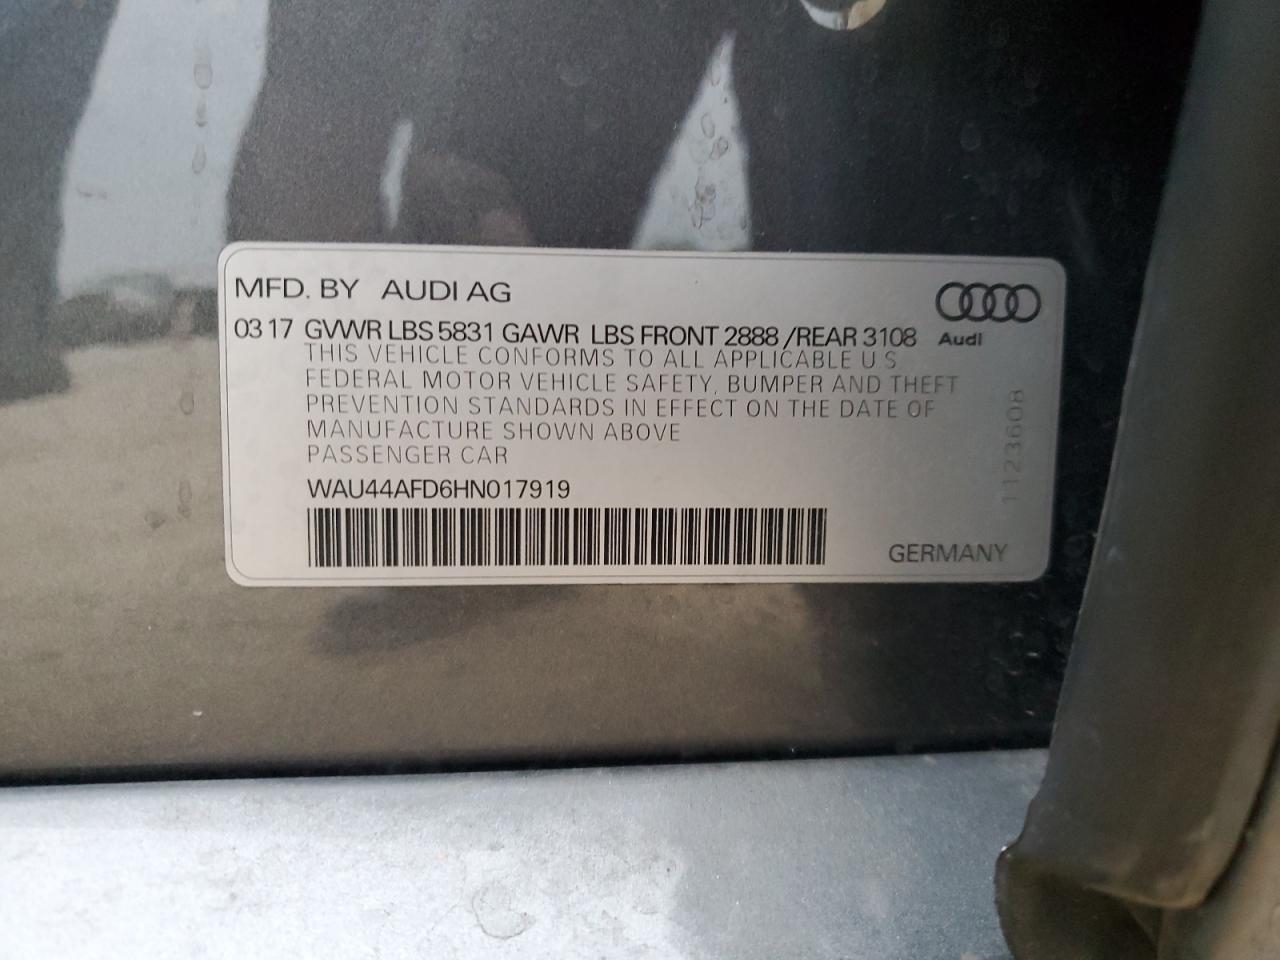 MFD. BY AUDI AG
03 17 GVWR LBS 5831 GAWR LBS FRONT 2888 /REAR 3108
Audi
THIS VEHICLE CONFORMS TO ALL APPLICABLE U S
FEDERAL MOTOR VEHICLE SAFETY, BUMPER AND THEFT
PREVENTION STANDARDS IN EFFECT ON THE DATE OF
MANUFACTURE SHOWN ABOVE
PASSENGER CAR
WAU44AFD6HN017919
GERMANY
1123608